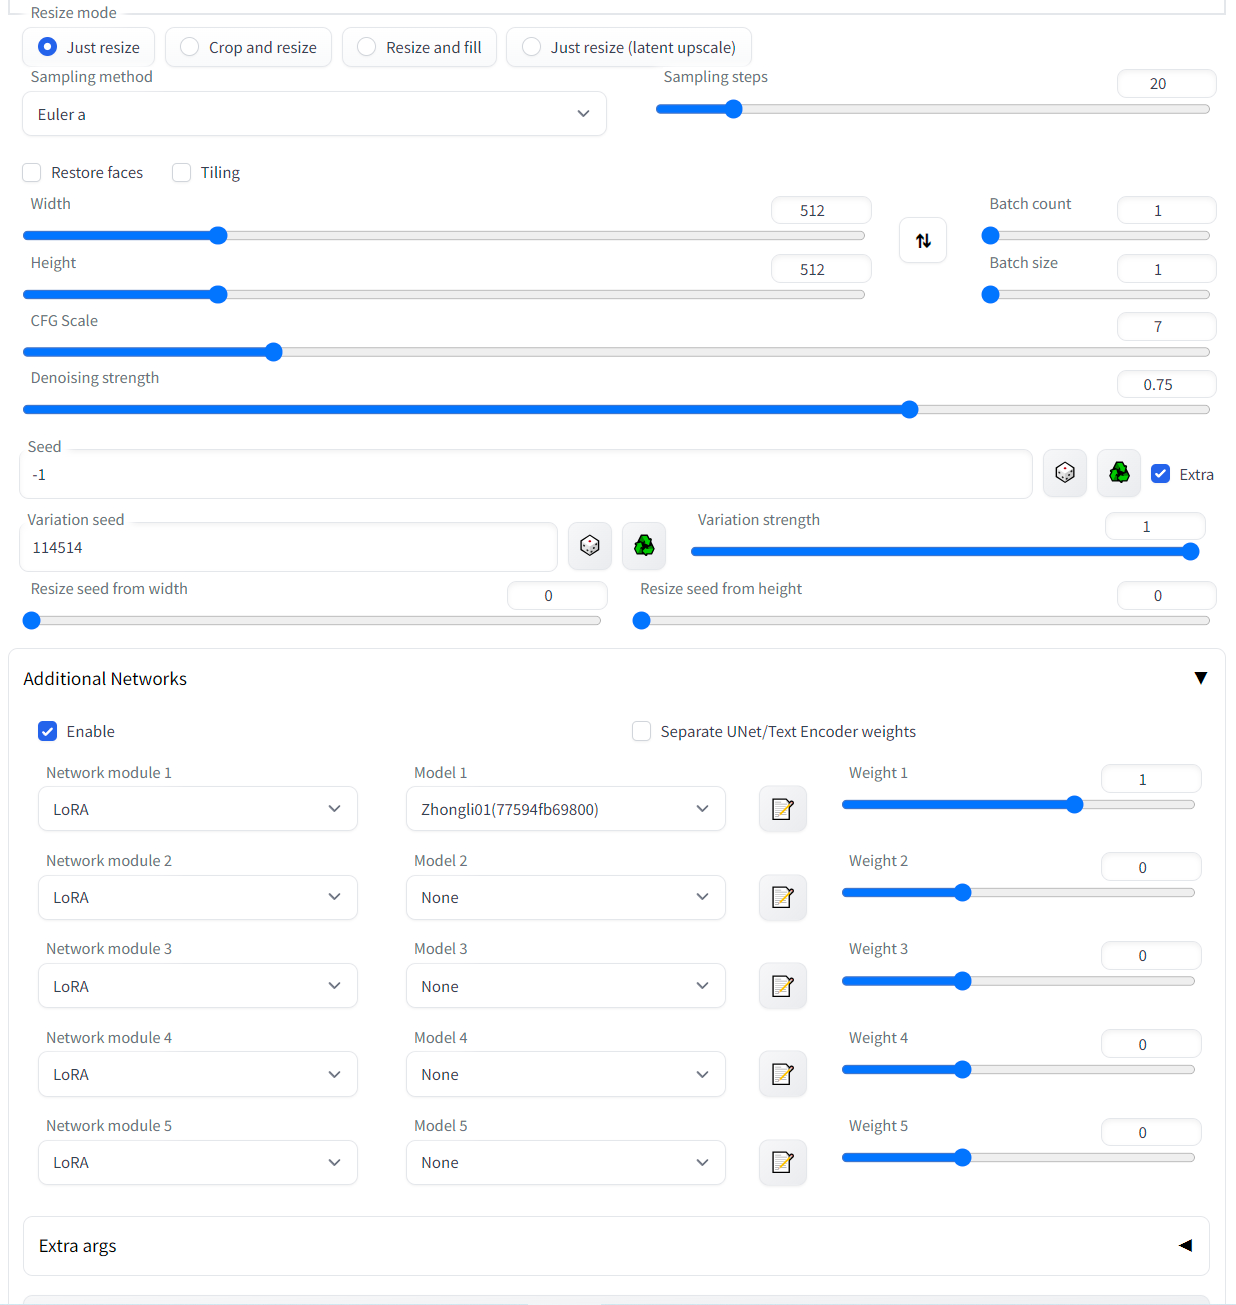 Resize mode
Just resize
Crop and resize
Resize and fill
Just resize (latent upscale)
Sampling method
Sampling steps
20
Euler a
Restore faces
Tiling
Width
512
Batch count
1
Height
512
Batch size
1
CFG Scale
7
Denoising strength
0.75
Seed
-1
Extra
Variation seed
114514
Variation strength
1
Resize seed from width
0
Resize seed from height
0
Additional Networks
Enable
Separate UNet/Text Encoder weights
Network module 1
Model 1
Weight 1
1
LoRA
Zhongli01(77594fb69800)
Network module 2
Model 2
Weight 2
0
LoRA
None
Network module 3
Model 3
Weight 3
0
LoRA
None
Network module 4
Model 4
Weight 4
0
LoRA
None
Network module 5
Model 5
Weight 5
0
LoRA
None
Extra args